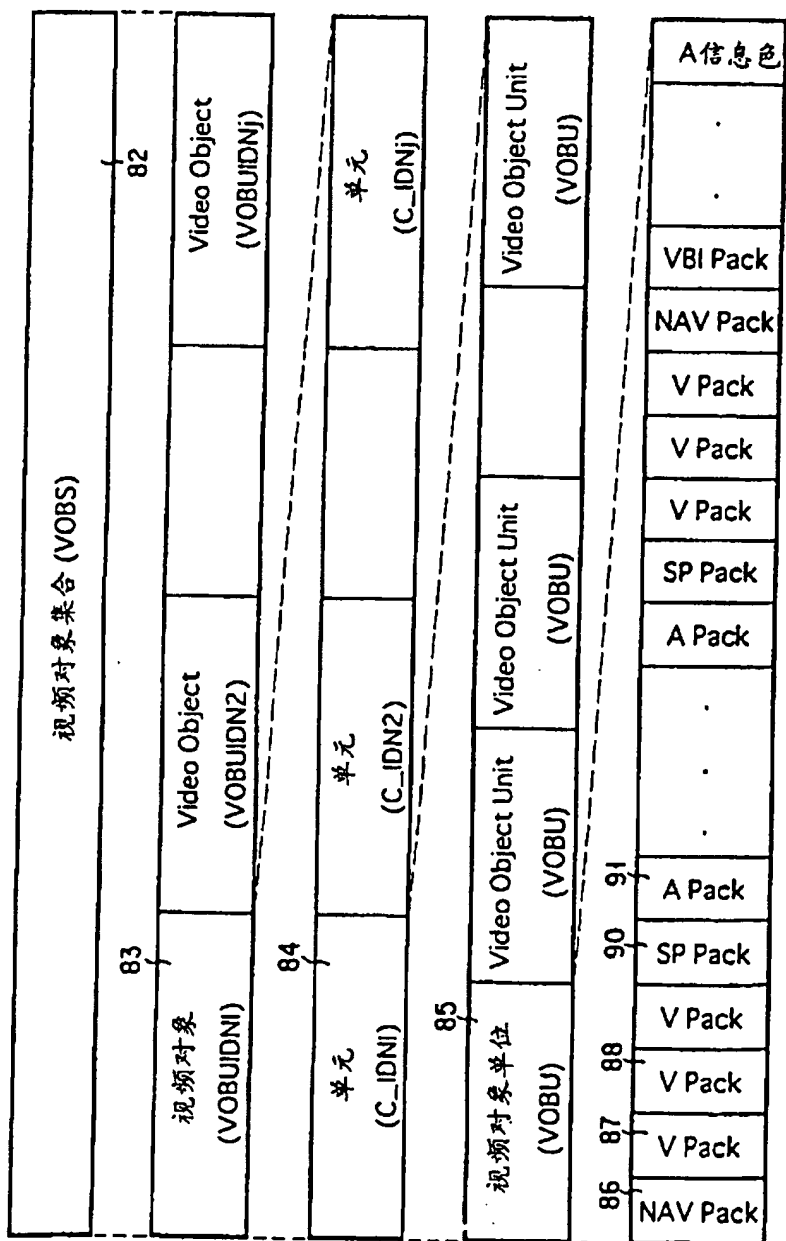 视频对象集合 (VOBS)
82
83
视频对象
(VOBUIDN1)
Video Object
(VOBUIDN2)
Video Object
(VOBUIDNj)
84
单元
(C_IDN1)
单元
(C_IDN2)
单元
(C_IDNj)
85
视频对象单位
(VOBU)
Video Object Unit
(VOBU)
Video Object Unit
(VOBU)
Video Object Unit
(VOBU)
86
87
88
90
91
NAV Pack
V Pack
V Pack
V Pack
SP Pack
A Pack
A Pack
SP Pack
V Pack
V Pack
V Pack
NAV Pack
VBI Pack
A信息色